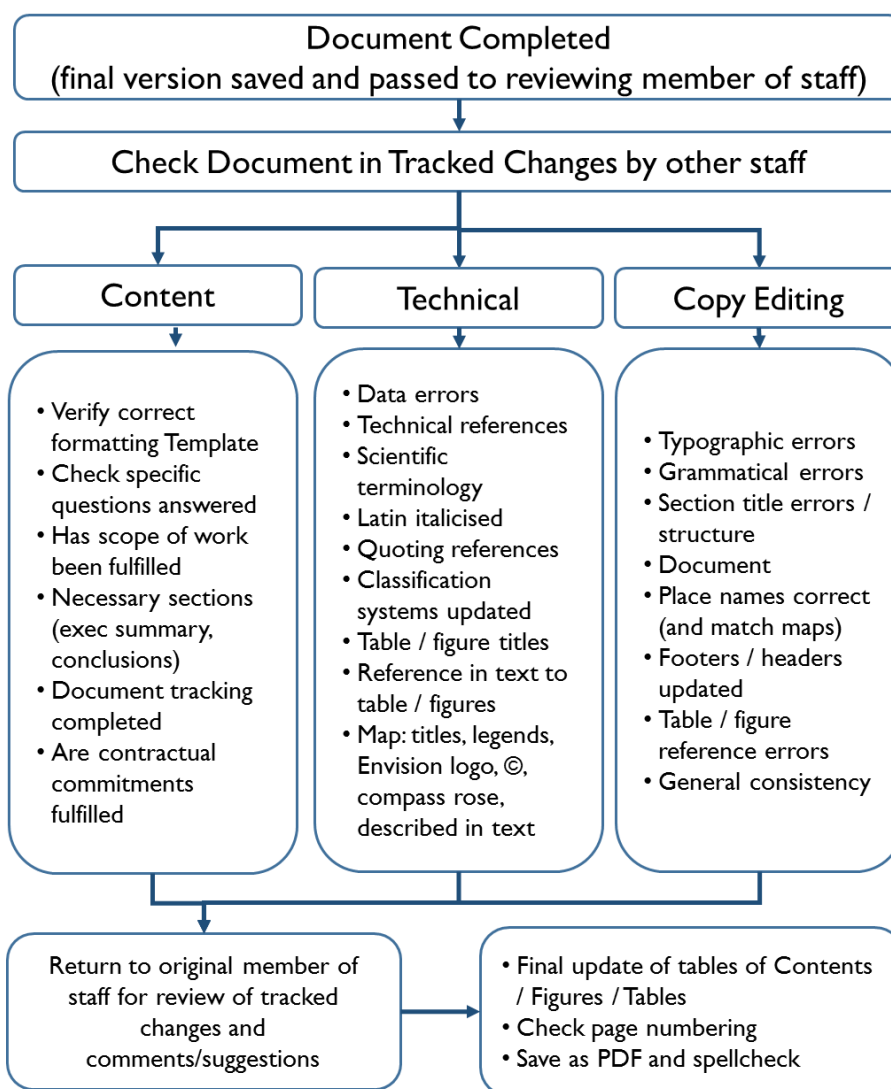 Document Completed
(final version saved and passed to reviewing member of staff)
Check Document in Tracked Changes by other staff
Content
• Verify correct
formatting Template
• Check specific
questions answered
• Has scope of work
been fulfilled
• Necessary sections
(exec summary,
conclusions)
• Document tracking
completed
• Are contractual
commitments
fulfilled
Technical
• Data errors
• Technical references
• Scientific
terminology
• Latin italicised
• Quoting references
• Classification
systems updated
• Table / figure titles
• Reference in text to
table / figures
• Map: titles, legends,
Envision logo, ©,
compass rose,
described in text
Copy Editing
• Typographic errors
• Grammatical errors
• Section title errors /
structure
• Document
• Place names correct
(and match maps)
• Footers / headers
updated
• Table / figure
reference errors
• General consistency
Return to original member of
staff for review of tracked
changes and
comments/suggestions
• Final update of tables of Contents
/ Figures / Tables
• Check page numbering
• Save as PDF and spellcheck